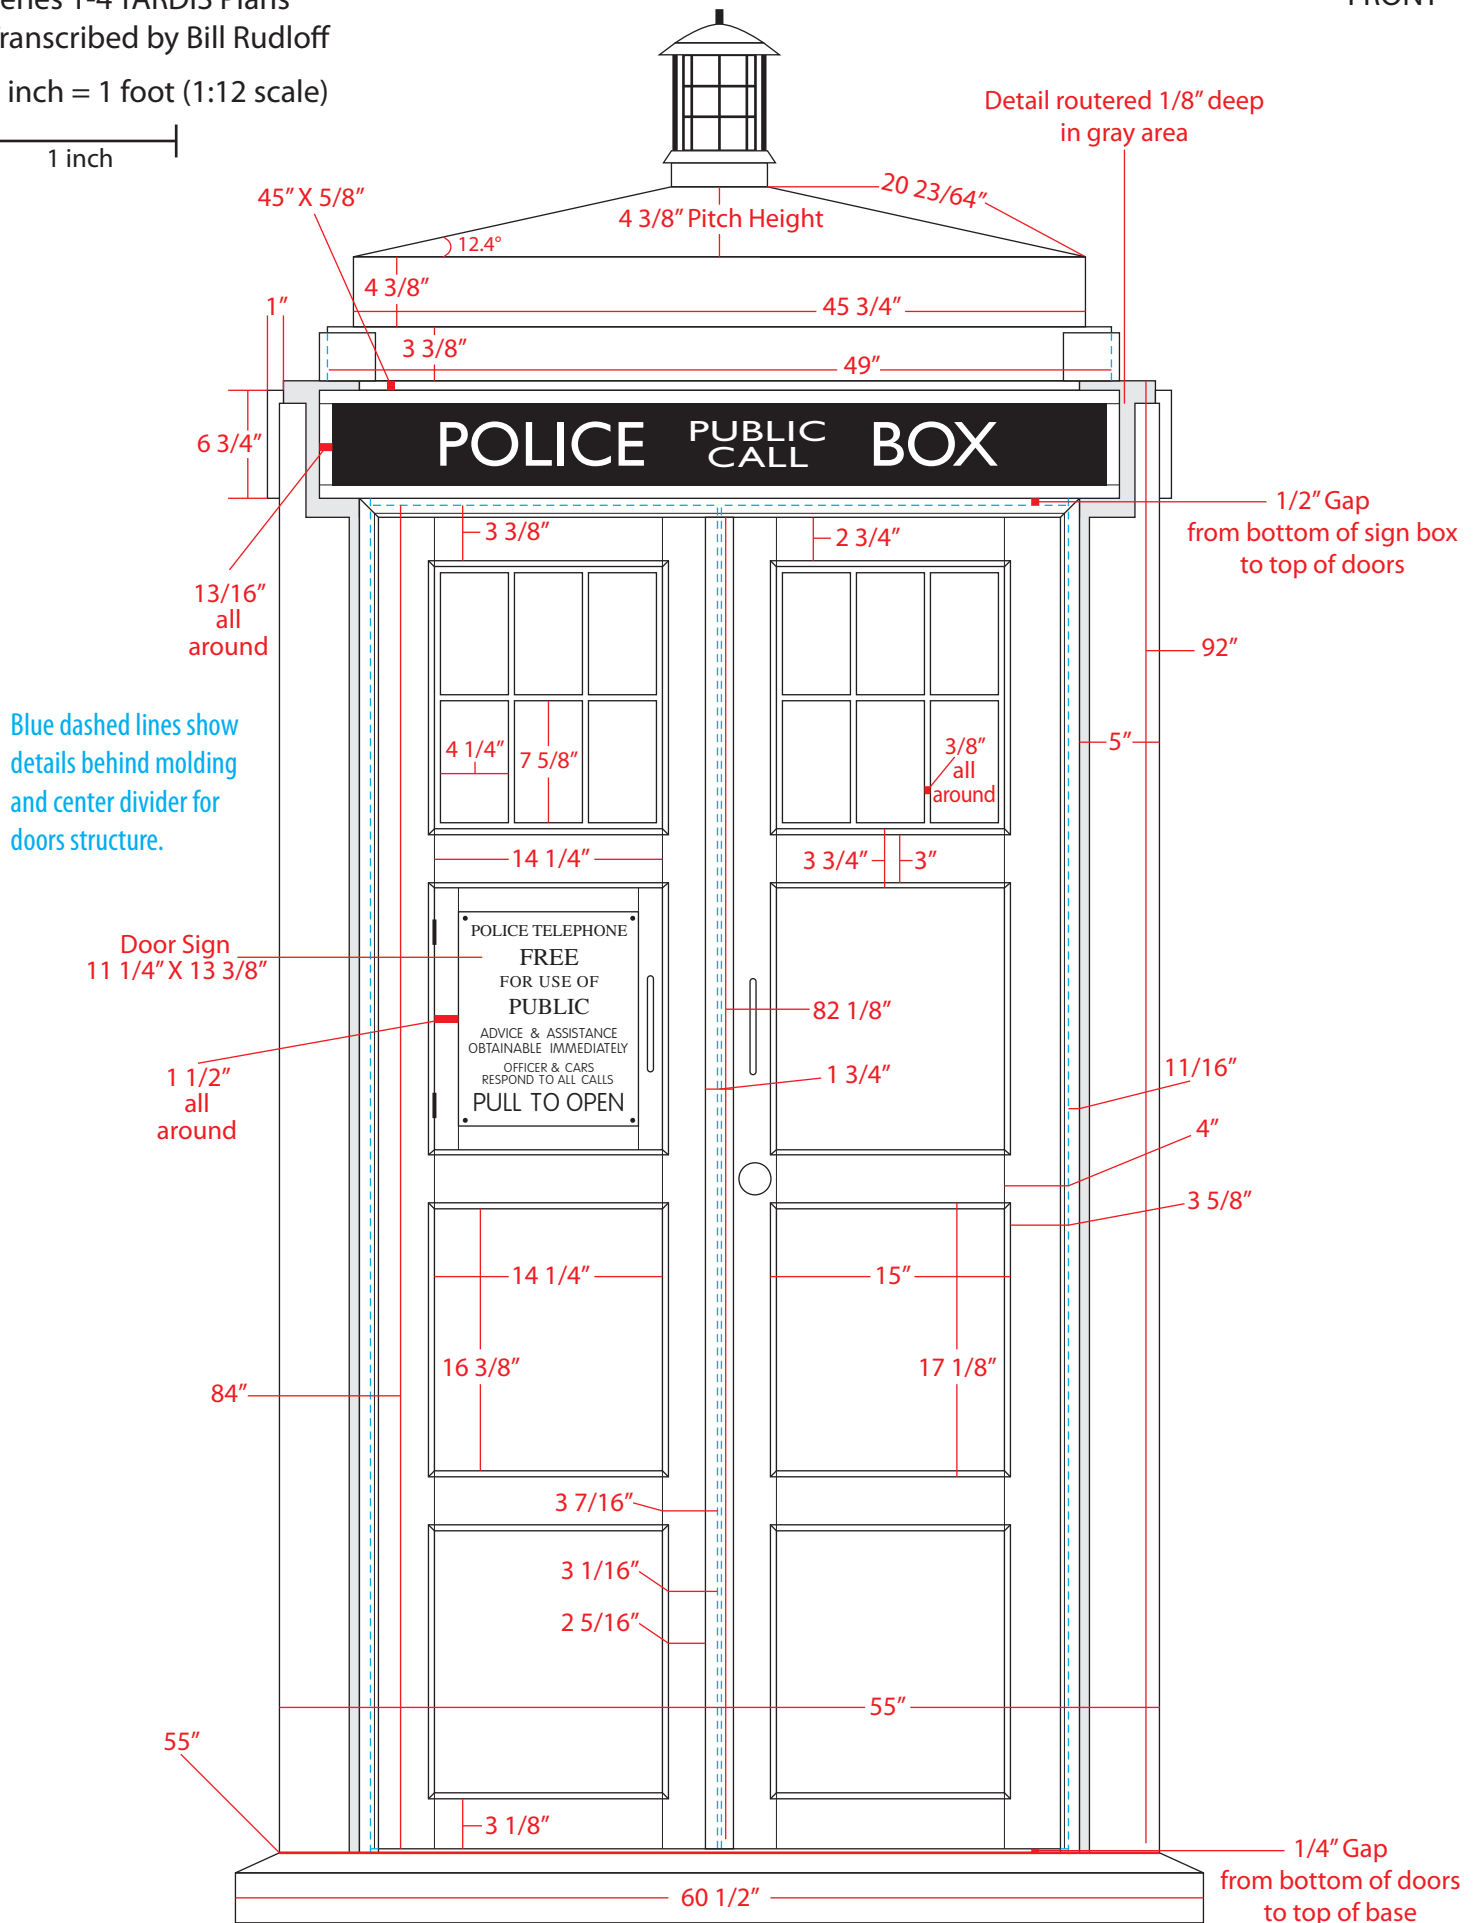 1-4 TARDIS Plans
Transcribed by Bill Rudloff
FRONT
inch = 1 foot (1:12 scale)
1 inch
Detail routered 1/8" deep
in gray area
45" X 5/8"
20 23/64"
4 3/8" Pitch Height
12.4°
4 3/8"
1"
45 3/4"
3 3/8"
49"
6 3/4"
POLICE PUBLIC CALL BOX
1/2" Gap
from bottom of sign box
to top of doors
3 3/8"
2 3/4"
13/16"
all
around
92"
Blue dashed lines show
details behind molding
and center divider for
doors structure.
4 1/4"
7 5/8"
3/8"
all
around
5"
14 1/4"
3 3/4"
3"
Door Sign
11 1/4" X 13 3/8"
POLICE TELEPHONE
FREE
FOR USE OF
PUBLIC
ADVICE & ASSISTANCE
OBTAINABLE IMMEDIATELY
OFFICER & CARS
RESPOND TO ALL CALLS
PULL TO OPEN
82 1/8"
1 3/4"
1 1/2"
all
around
11/16"
4"
3 5/8"
14 1/4"
15"
16 3/8"
17 1/8"
84"
3 7/16"
3 1/16"
2 5/16"
55"
55"
3 1/8"
1/4" Gap
from bottom of doors
to top of base
60 1/2"